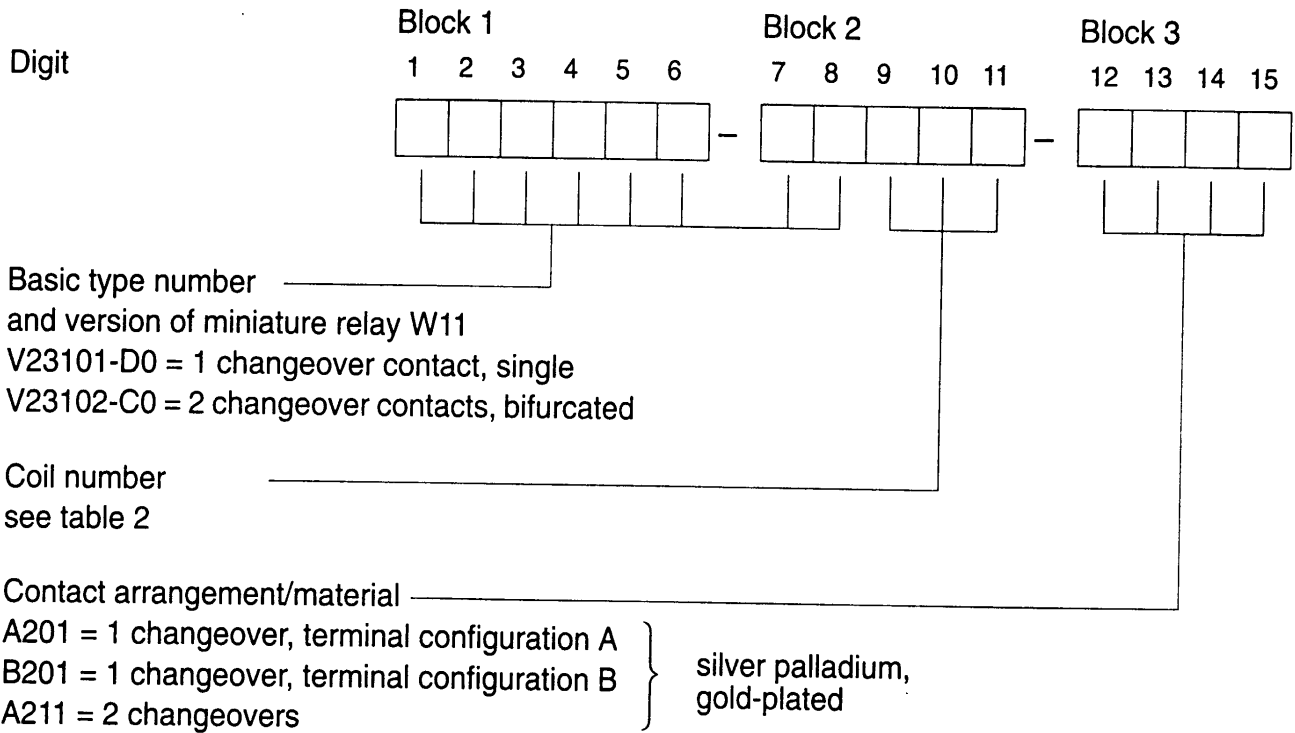 Block 1 Block 2 Block 3
Digit 1 2 3 4 5 6 7 8 9 10 11 12 13 14 15
– –
Basic type number
and version of miniature relay W11
V23101-D0 = 1 changeover contact, single
V23102-C0 = 2 changeover contacts, bifurcated
Coil number
see table 2
Contact arrangement/material
A201 = 1 changeover, terminal configuration A
B201 = 1 changeover, terminal configuration B
A211 = 2 changeovers
silver palladium,
gold-plated